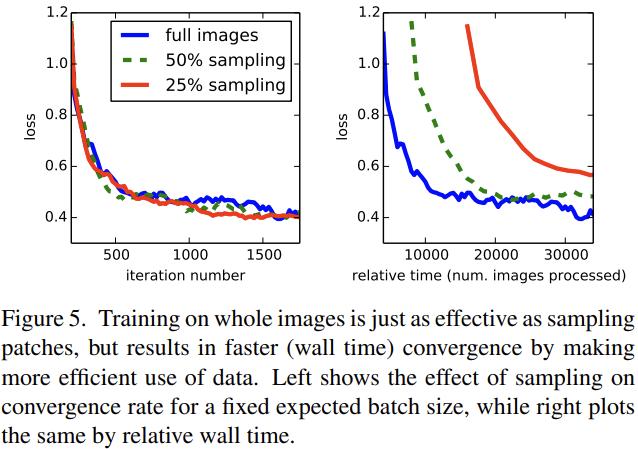 1.2
1.0
0.8
0.6
0.4
loss
full images
50% sampling
25% sampling
500
1000
1500
iteration number
1.2
1.0
0.8
0.6
0.4
loss
10000
20000
30000
relative time (num. images processed)
Figure 5. Training on whole images is just as effective as sampling
patches, but results in faster (wall time) convergence by making
more efficient use of data. Left shows the effect of sampling on
convergence rate for a fixed expected batch size, while right plots
the same by relative wall time.